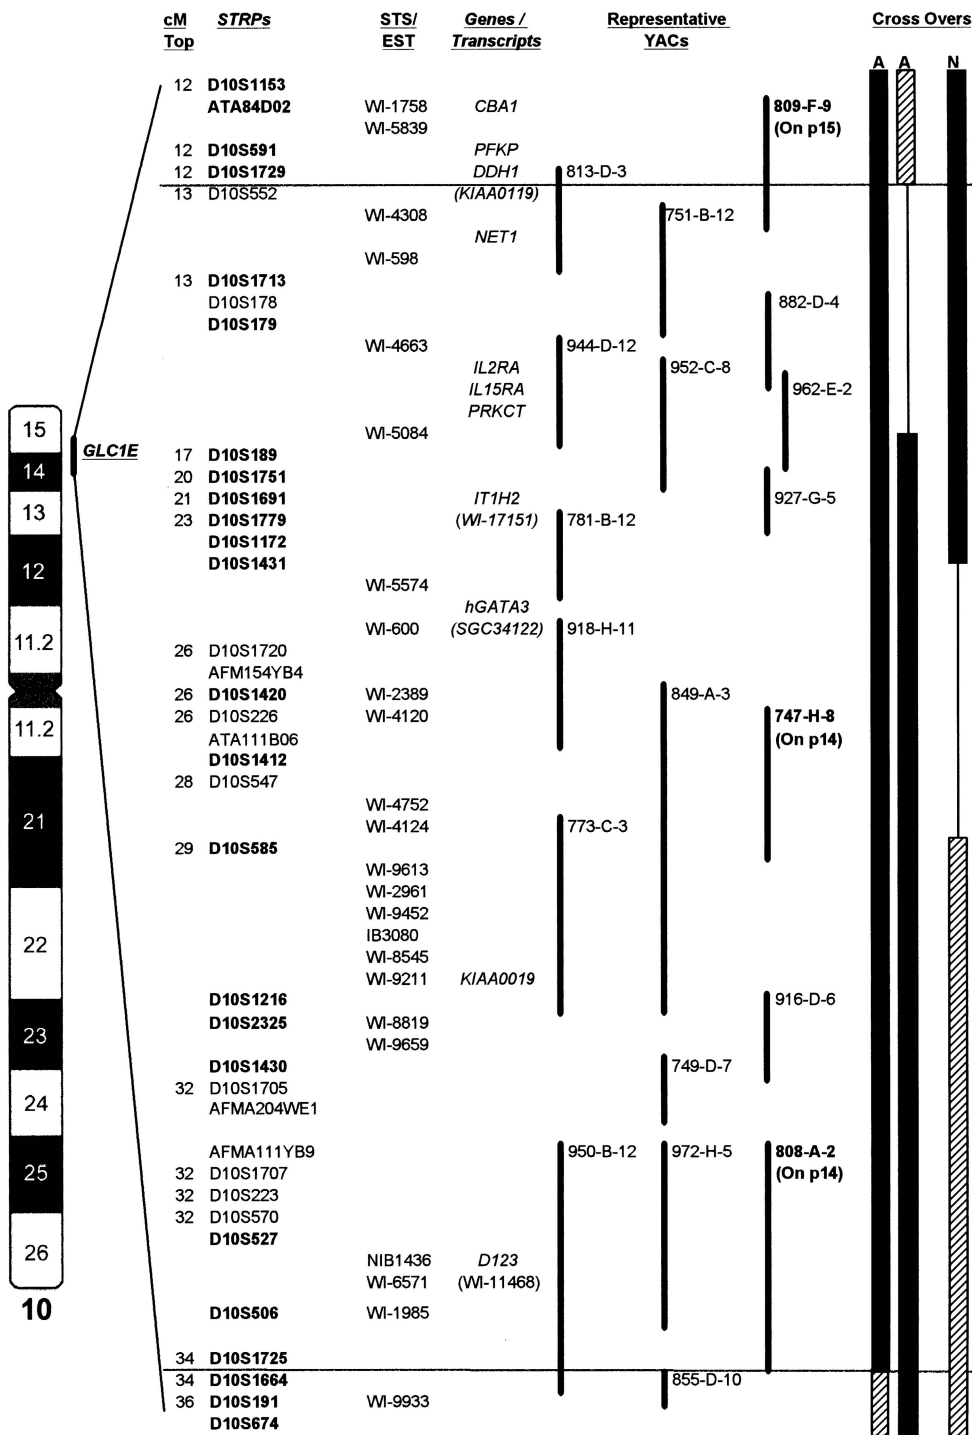 cM STRPs STS/ Genes / Representative Cross Overs
Top EST Transcripts YACs
A A N
12 D10S1153
ATA84D02 WI-1758 CBA1 809-F-9
WI-5839 (On p15)
12 D10S591 PFKP
12 D10S1729 DDH1 813-D-3
13 D10S552 (KIAA0119)
WI-4308 751-B-12
NET1
WI-598
13 D10S1713
D10S178 882-D-4
D10S179
WI-4663 944-D-12
IL2RA 952-C-8
IL15RA 962-E-2
PRKCT
WI-5084
15
GLC1E
17 D10S189
14
20 D10S1751
21 D10S1691 IT1H2 927-G-5
13
23 D10S1779 (WI-17151) 781-B-12
D10S1172
D10S1431
12
WI-5574
hGATA3
WI-600 (SGC34122) 918-H-11
11.2
26 D10S1720
AFM154YB4
26 D10S1420 WI-2389 849-A-3
26 D10S226 WI-4120 747-H-8
11.2
ATA111B06 (On p14)
D10S1412
28 D10S547
WI-4752
21
WI-4124 773-C-3
29 D10S585
WI-9613
WI-2961
WI-9452
IB3080
22
WI-8545
WI-9211 KIAA0019
D10S1216 916-D-6
D10S2325 WI-8819
23
WI-9659
D10S1430 749-D-7
32 D10S1705
24
AFMA204WE1
AFMA111YB9 950-B-12 972-H-5 808-A-2
25
32 D10S1707 (On p14)
32 D10S223
32 D10S570
D10S527
26
NIB1436 D123
WI-6571 (WI-11468)
10
D10S506 WI-1985
34 D10S1725
34 D10S1664 855-D-10
36 D10S191 WI-9933
D10S674